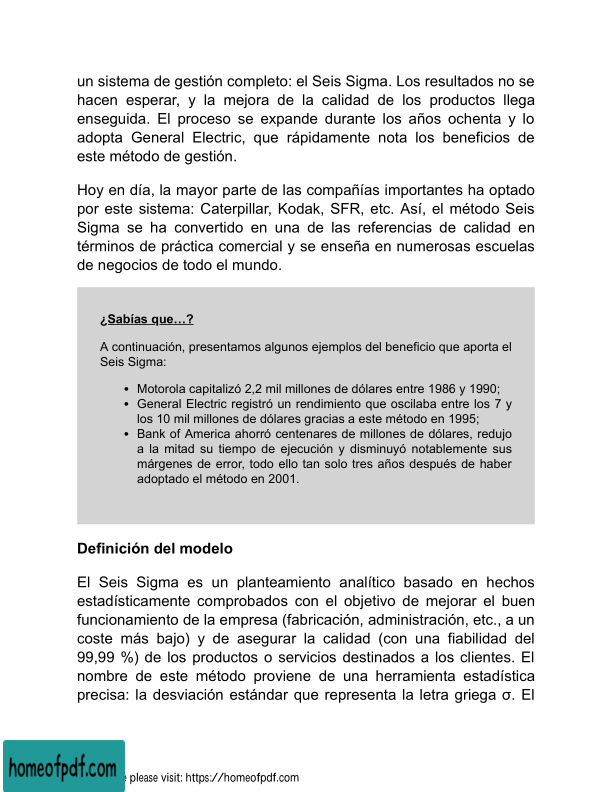 un sistema de gestión completo: el Seis Sigma. Los resultados no se
hacen esperar, y la mejora de la calidad de los productos llega
enseguida. El proceso se expande durante los años ochenta y lo
adopta General Electric, que rápidamente nota los beneficios de
este método de gestión.
Hoy en día, la mayor parte de las compañías importantes ha optado
por este sistema: Caterpillar, Kodak, SFR, etc. Así, el método Seis
Sigma se ha convertido en una de las referencias de calidad en
términos de práctica comercial y se enseña en numerosas escuelas
de negocios de todo el mundo.
¿Sabías que…?
A continuación, presentamos algunos ejemplos del beneficio que aporta el
Seis Sigma:
• Motorola capitalizó 2,2 mil millones de dólares entre 1986 y 1990;
• General Electric registró un rendimiento que oscilaba entre los 7 y
los 10 mil millones de dólares gracias a este método en 1995;
• Bank of America ahorró centenares de millones de dólares, redujo
a la mitad su tiempo de ejecución y disminuyó notablemente sus
márgenes de error, todo ello tan solo tres años después de haber
adoptado el método en 2001.
Definición del modelo
El Seis Sigma es un planteamiento analítico basado en hechos
estadísticamente comprobados con el objetivo de mejorar el buen
funcionamiento de la empresa (fabricación, administración, etc., a un
coste más bajo) y de asegurar la calidad (con una fiabilidad del
99,99 %) de los productos o servicios destinados a los clientes. El
nombre de este método proviene de una herramienta estadística
precisa: la desviación estándar que representa la letra griega σ. El
homeofpdf.com
e please visit: https://homeofpdf.com